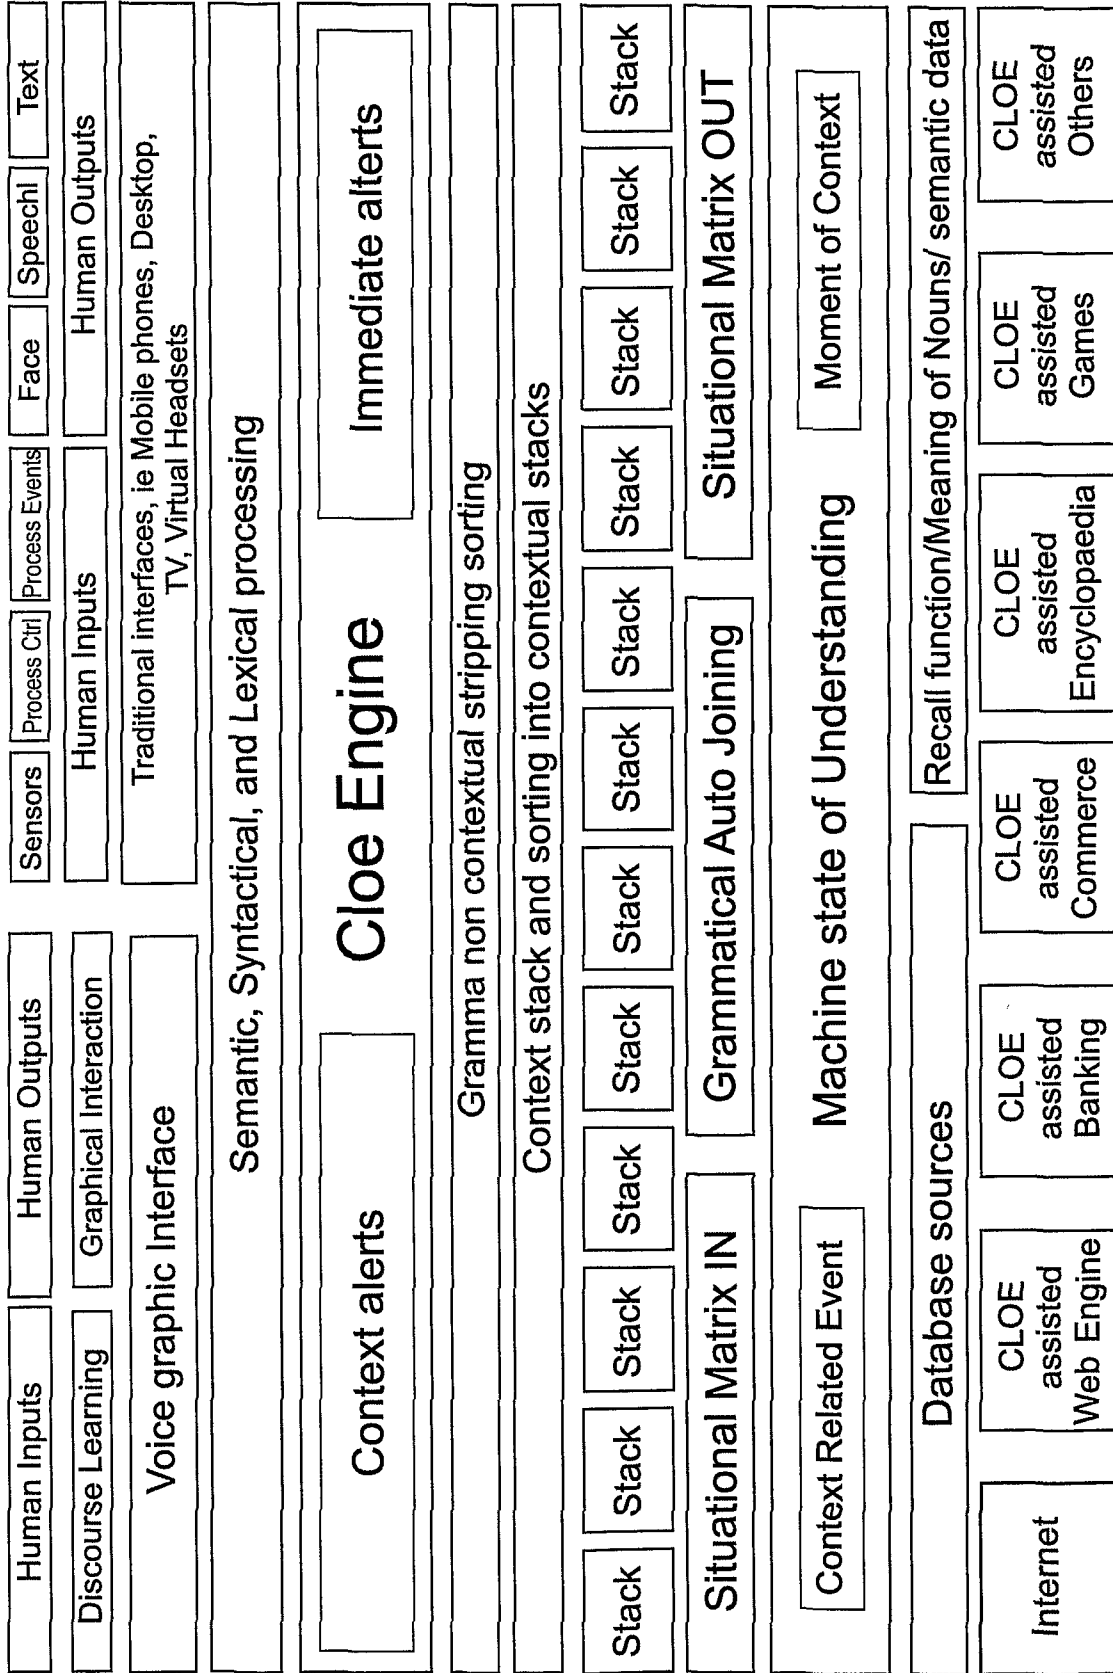 Human Inputs
Human Outputs
Sensors
Process Ctrl
Process Events
Face
Speechl
Text
Discourse Learning
Graphical Interaction
Human Inputs
Human Outputs
Voice graphic Interface
Traditional interfaces, ie Mobile phones, Desktop,
TV, Virtual Headsets
Semantic, Syntactical, and Lexical processing
Context alerts
Cloe Engine
Immediate alterts
Gramma non contextual stripping sorting
Context stack and sorting into contextual stacks
Stack
Stack
Stack
Stack
Stack
Stack
Stack
Stack
Stack
Stack
Stack
Stack
Situational Matrix IN
Grammatical Auto Joining
Situational Matrix OUT
Context Related Event
Machine state of Understanding
Moment of Context
Database sources
Recall function/Meaning of Nouns/ semantic data
Internet
CLOE
assisted
Web Engine
CLOE
assisted
Banking
CLOE
assisted
Commerce
CLOE
assisted
Encyclopaedia
CLOE
assisted
Games
CLOE
assisted
Others